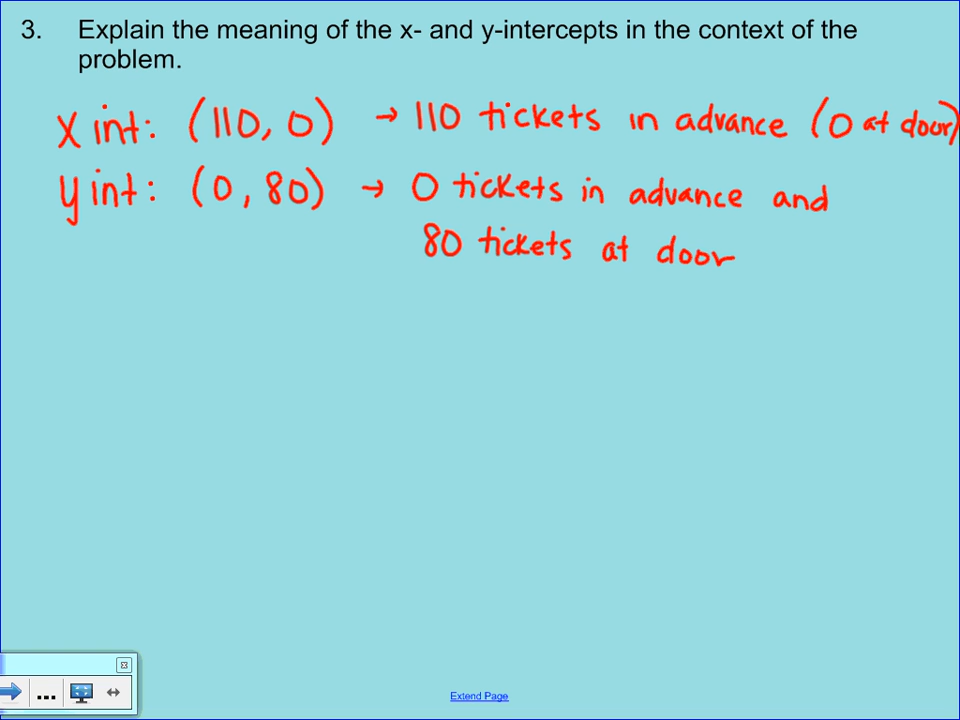 3. Explain the meaning of the x- and y-intercepts in the context of the
problem.
x int: (110, 0) → 110 tickets in advance (0 at door)
y int: (0, 80) → 0 tickets in advance and
80 tickets at door
...
Extend Page